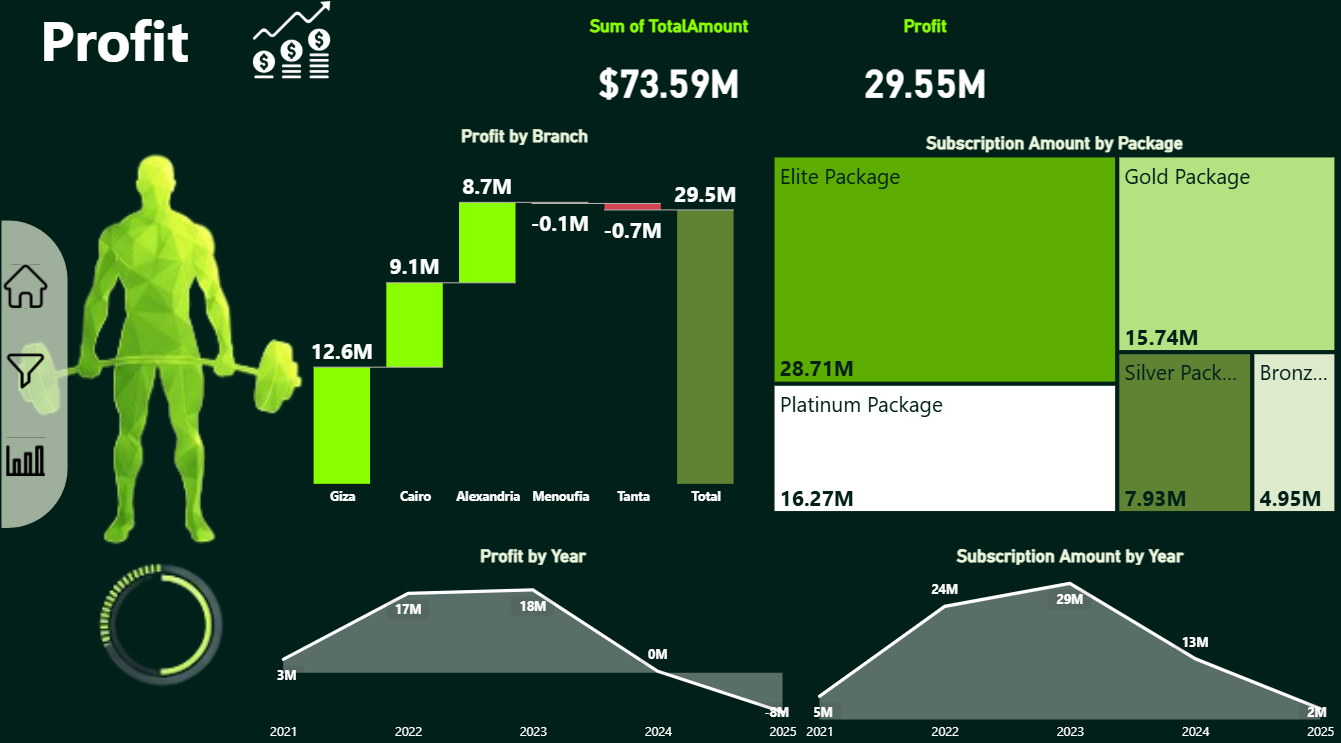 Profit
Sum of TotalAmount
$73.59M
Profit
29.55M
Profit by Branch
12.6M
9.1M
8.7M
-0.1M
-0.7M
29.5M
Giza
Cairo
Alexandria
Menoufia
Tanta
Total
Subscription Amount by Package
Elite Package
28.71M
Gold Package
15.74M
Platinum Package
16.27M
Silver Pack...
7.93M
Bronz...
4.95M
Profit by Year
3M
17M
18M
0M
-8M
2021
2022
2023
2024
2025
Subscription Amount by Year
5M
24M
29M
13M
2M
2021
2022
2023
2024
2025